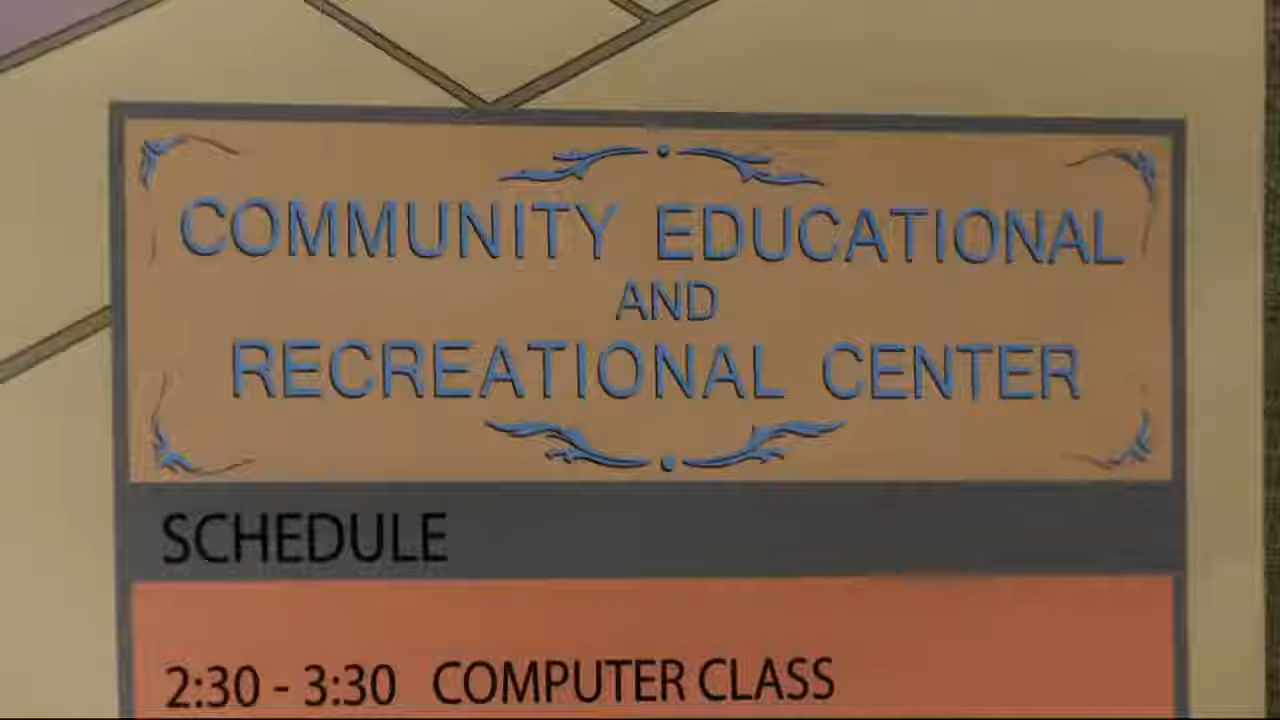 COMMUNITY EDUCATIONAL
AND
RECREATIONAL CENTER
SCHEDULE
2:30 - 3:30 COMPUTER CLASS